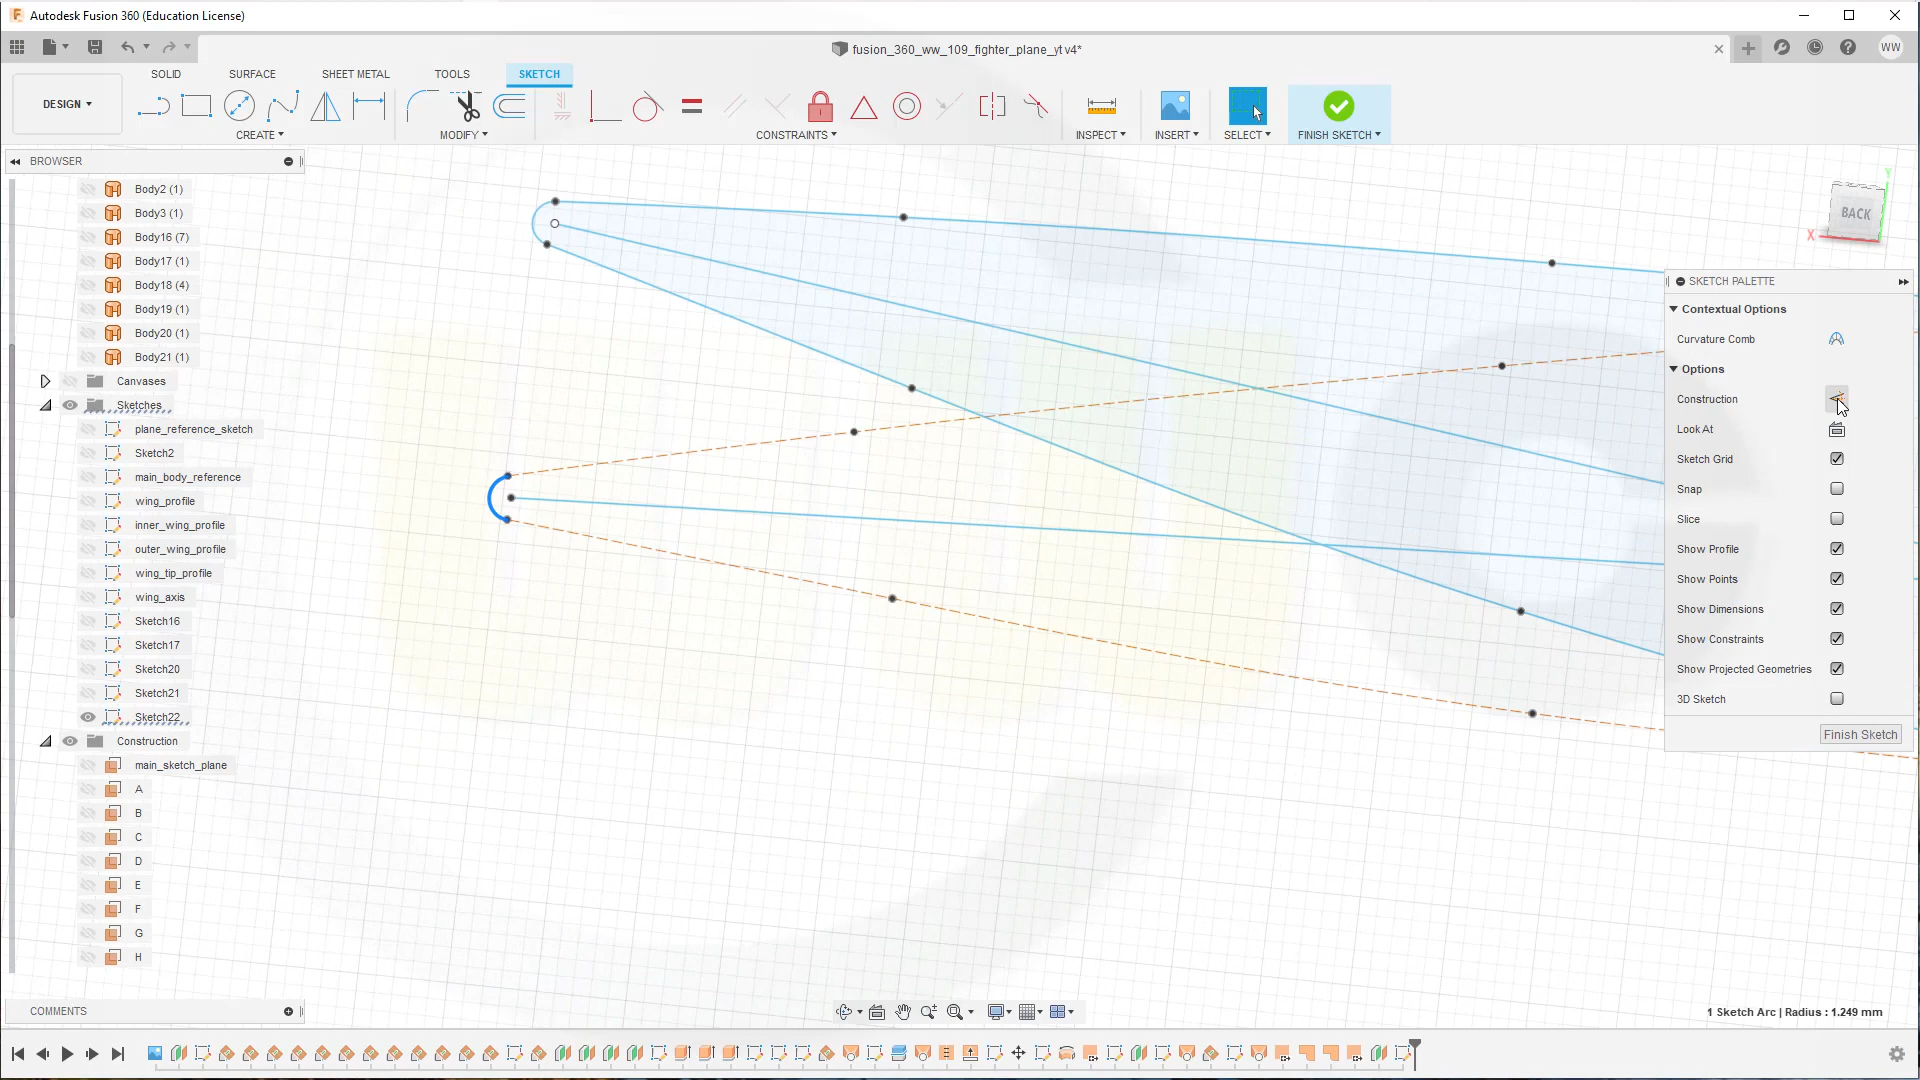 Autodesk Fusion 360 (Education License)
fusion_360_ww_109_fighter_plane_yt v4*
WW
DESIGN
SOLID
SURFACE
SHEET METAL
TOOLS
SKETCH
CREATE
MODIFY
CONSTRAINTS
INSPECT
INSERT
SELECT
FINISH SKETCH
BROWSER
Body2 (1)
Body3 (1)
Body16 (7)
Body17 (1)
Body18 (4)
Body19 (1)
Body20 (1)
Body21 (1)
Canvases
Sketches
plane_reference_sketch
Sketch2
main_body_reference
wing_profile
inner_wing_profile
outer_wing_profile
wing_tip_profile
wing_axis
Sketch16
Sketch17
Sketch20
Sketch21
Sketch22
Construction
main_sketch_plane
A
B
C
D
E
F
G
H
COMMENTS
Y
BACK
X
SKETCH PALETTE
Contextual Options
Curvature Comb
Options
Construction
Look At
Sketch Grid
Snap
Slice
Show Profile
Show Points
Show Dimensions
Show Constraints
Show Projected Geometries
3D Sketch
Finish Sketch
1 Sketch Arc | Radius : 1.249 mm